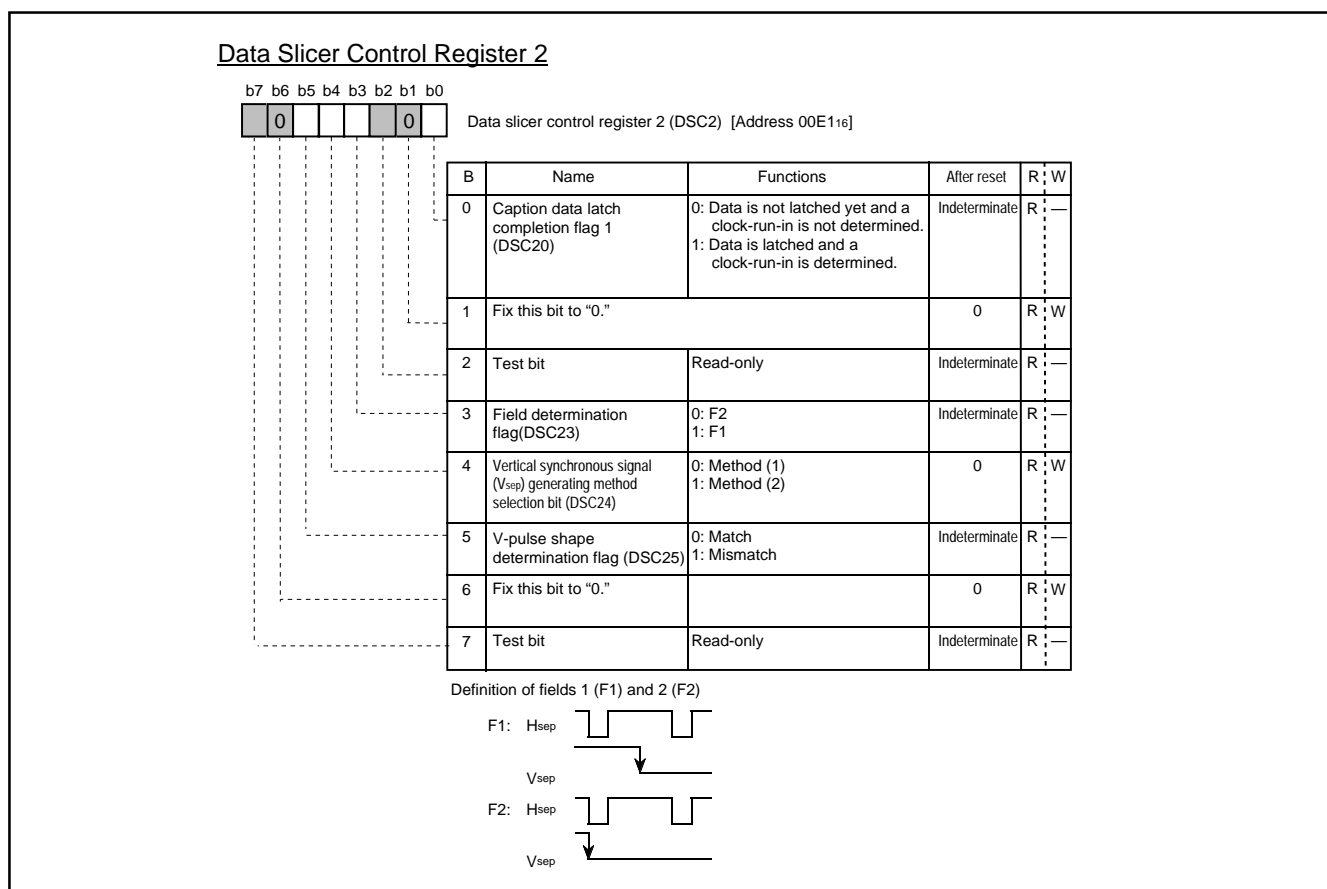 Data Slicer Control Register 2
b7 b6 b5 b4 b3 b2 b1 b0
0 0
Data slicer control register 2 (DSC2) [Address 00E116]
B Name Functions After reset R W
0 Caption data latch completion flag 1 (DSC20) 0: Data is not latched yet and a clock-run-in is not determined. 1: Data is latched and a clock-run-in is determined. Indeterminate R —
1 Fix this bit to “0.” 0 R W
2 Test bit Read-only Indeterminate R —
3 Field determination flag(DSC23) 0: F2 1: F1 Indeterminate R —
4 Vertical synchronous signal (Vsep) generating method selection bit (DSC24) 0: Method (1) 1: Method (2) 0 R W
5 V-pulse shape determination flag (DSC25) 0: Match 1: Mismatch Indeterminate R —
6 Fix this bit to “0.” 0 R W
7 Test bit Read-only Indeterminate R —
Definition of fields 1 (F1) and 2 (F2)
F1: Hsep
Vsep
F2: Hsep
Vsep